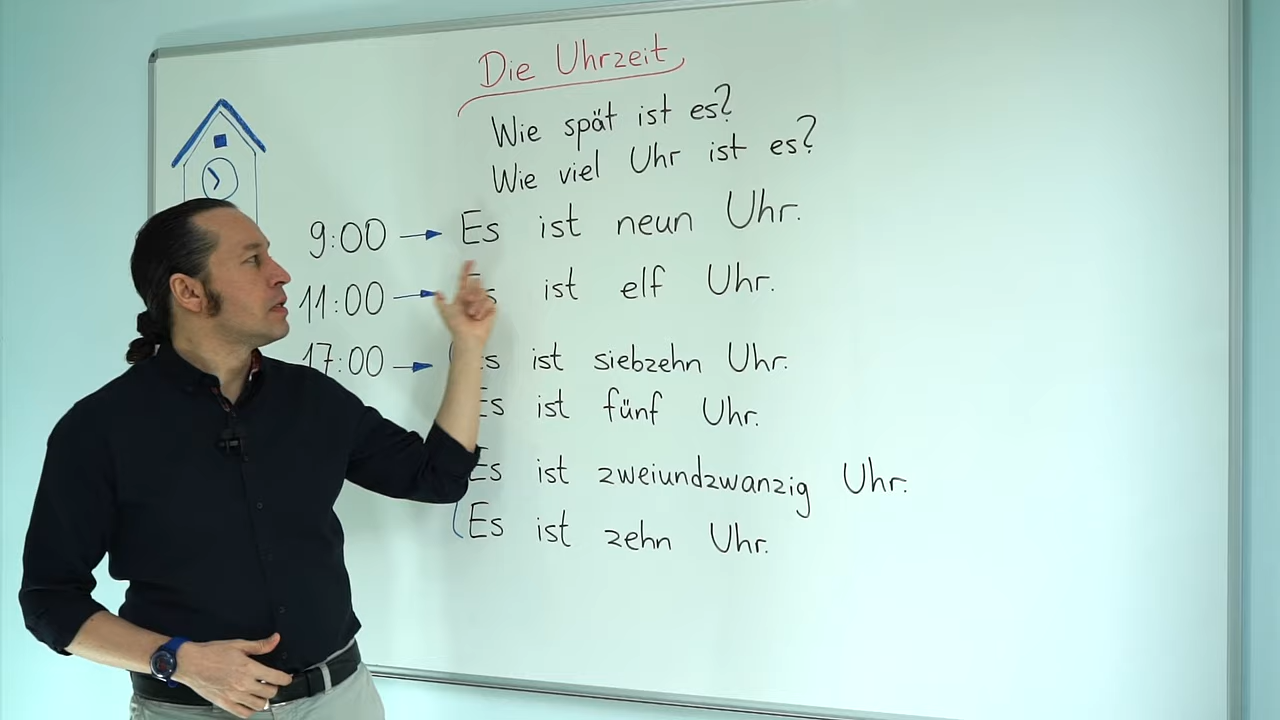 Die Uhrzeit
Wie spät ist es?
Wie viel Uhr ist es?
9:00 → Es ist neun Uhr.
11:00 → Es ist elf Uhr.
17:00 → Es ist siebzehn Uhr.
Es ist fünf Uhr.
Es ist zweiundzwanzig Uhr.
Es ist zehn Uhr.